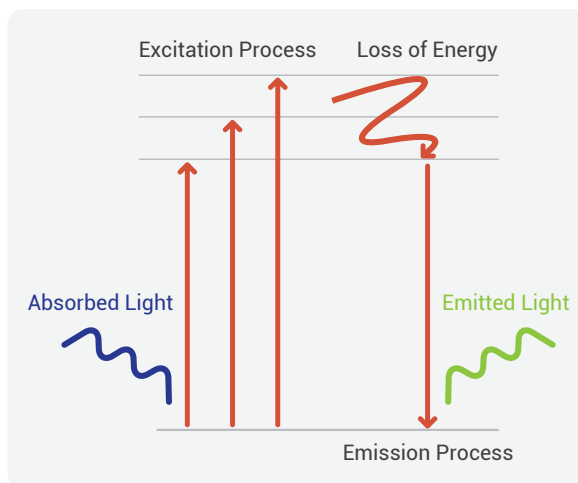 Excitation Process
Loss of Energy
Absorbed Light
Emitted Light
Emission Process